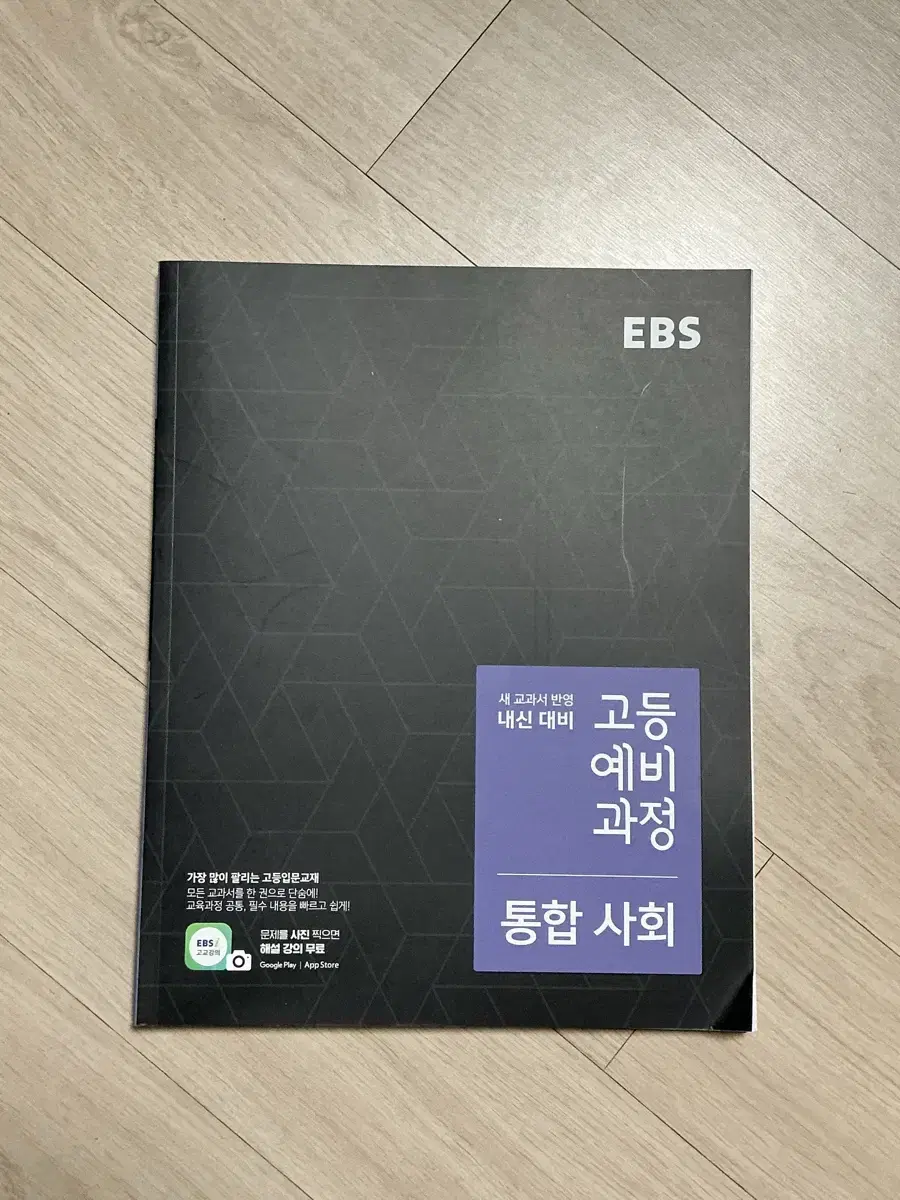 EBS
새 교과서 반영
내신 대비
고등
예비
과정
통합 사회
가장 많이 팔리는 고등입문교재
모든 교과서를 한 권으로 단숨에!
교육과정 공통, 필수 내용을 빠르고 쉽게!
EBSi
고교강의
문제를 사진 찍으면
해설 강의 무료
Google Play | App Store